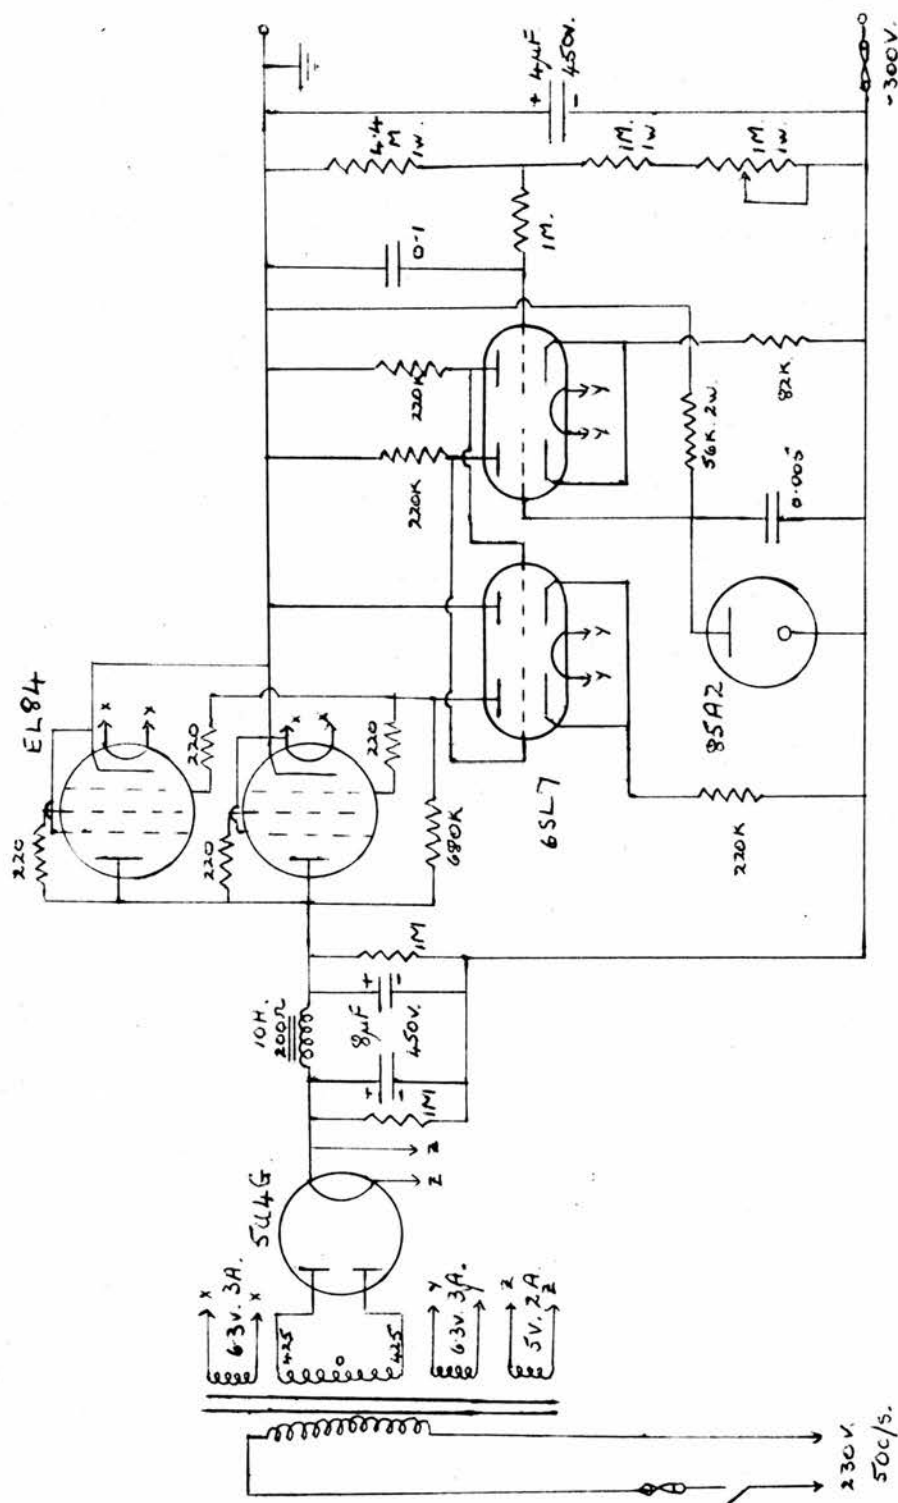 EL84
220
220
220
220
680K
10H.
200Ω
8μF
450V.
1M
1M
5U4G
z
z
x
6.3v. 3A.
x
425
0
425
Y
6.3v. 3A.
Y
z
5V. 2A.
z
230V.
50c/s.
x
x
x
x
220K
220K
0.1
4.4
M
1W
+ 4μF
450V.
-
1M.
1M.
1W
1M.
1W.
Y
Y
Y
Y
6SL7
220K
85A2
56K. 2W.
0.005
82K.
-300V.
+
-
+
-